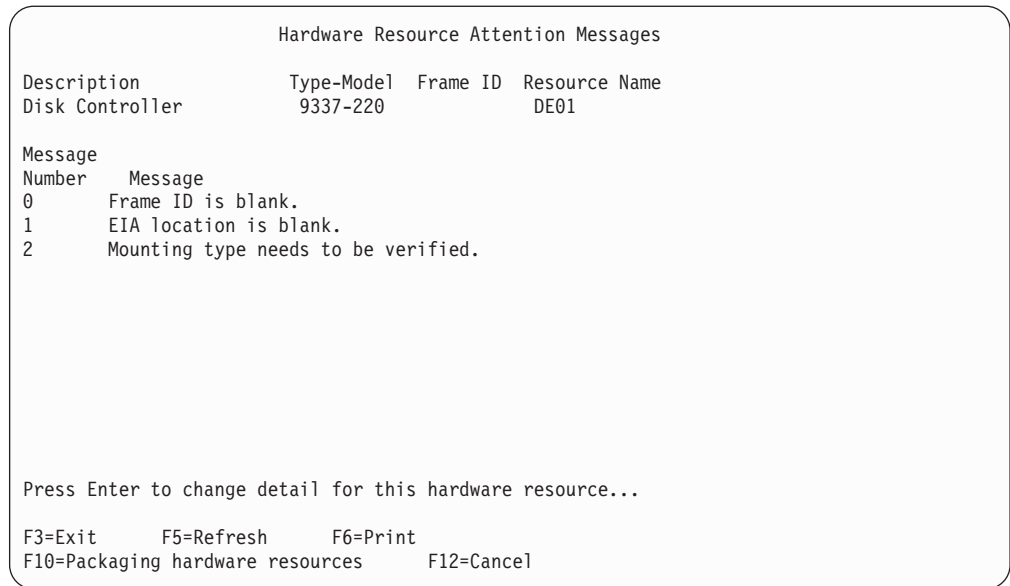 Hardware Resource Attention Messages
Description Type-Model Frame ID Resource Name
Disk Controller 9337-220 DE01
Message
Number Message
0 Frame ID is blank.
1 EIA location is blank.
2 Mounting type needs to be verified.
Press Enter to change detail for this hardware resource...
F3=Exit F5=Refresh F6=Print
F10=Packaging hardware resources F12=Cancel